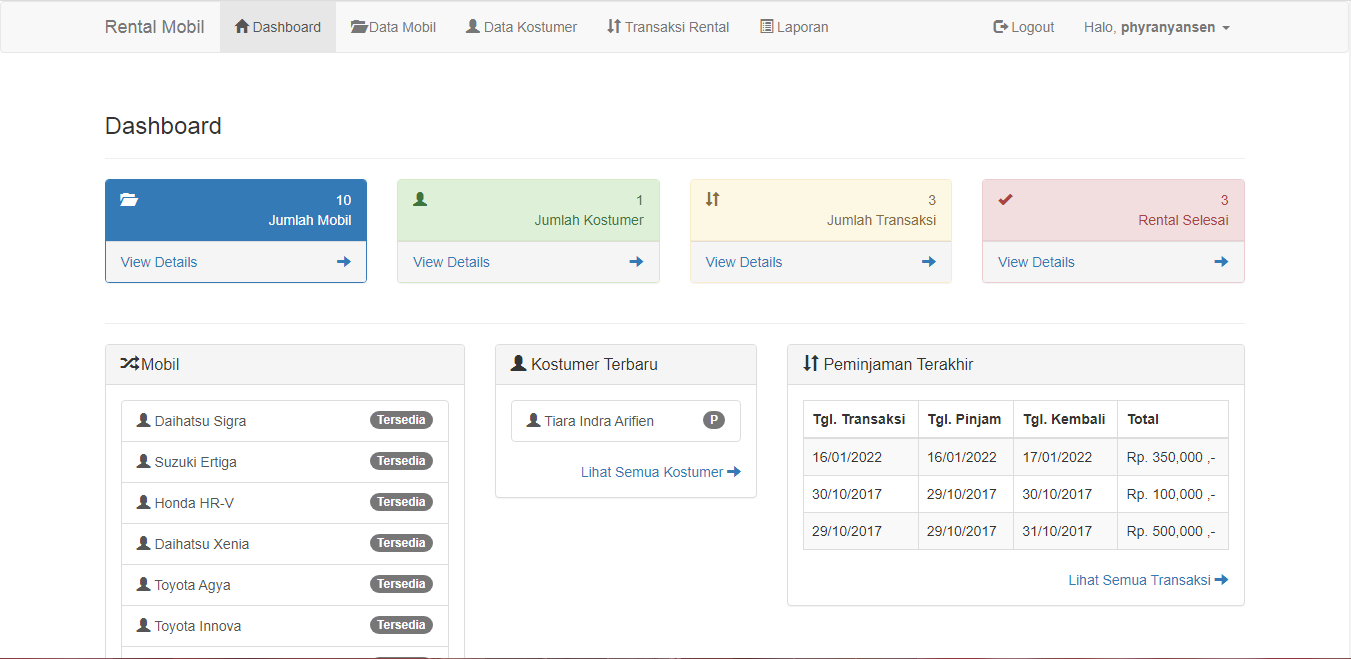 Rental Mobil Dashboard Data Mobil Data Kostumer Transaksi Rental Laporan Logout Halo, phyranyansen
Dashboard
10
Jumlah Mobil
View Details
1
Jumlah Kostumer
View Details
3
Jumlah Transaksi
View Details
3
Rental Selesai
View Details
Mobil
Daihatsu Sigra Tersedia
Suzuki Ertiga Tersedia
Honda HR-V Tersedia
Daihatsu Xenia Tersedia
Toyota Agya Tersedia
Toyota Innova Tersedia
Kostumer Terbaru
Tiara Indra Arifien P
Lihat Semua Kostumer
Peminjaman Terakhir
Tgl. Transaksi Tgl. Pinjam Tgl. Kembali Total
16/01/2022 16/01/2022 17/01/2022 Rp. 350,000 ,-
30/10/2017 29/10/2017 30/10/2017 Rp. 100,000 ,-
29/10/2017 29/10/2017 31/10/2017 Rp. 500,000 ,-
Lihat Semua Transaksi